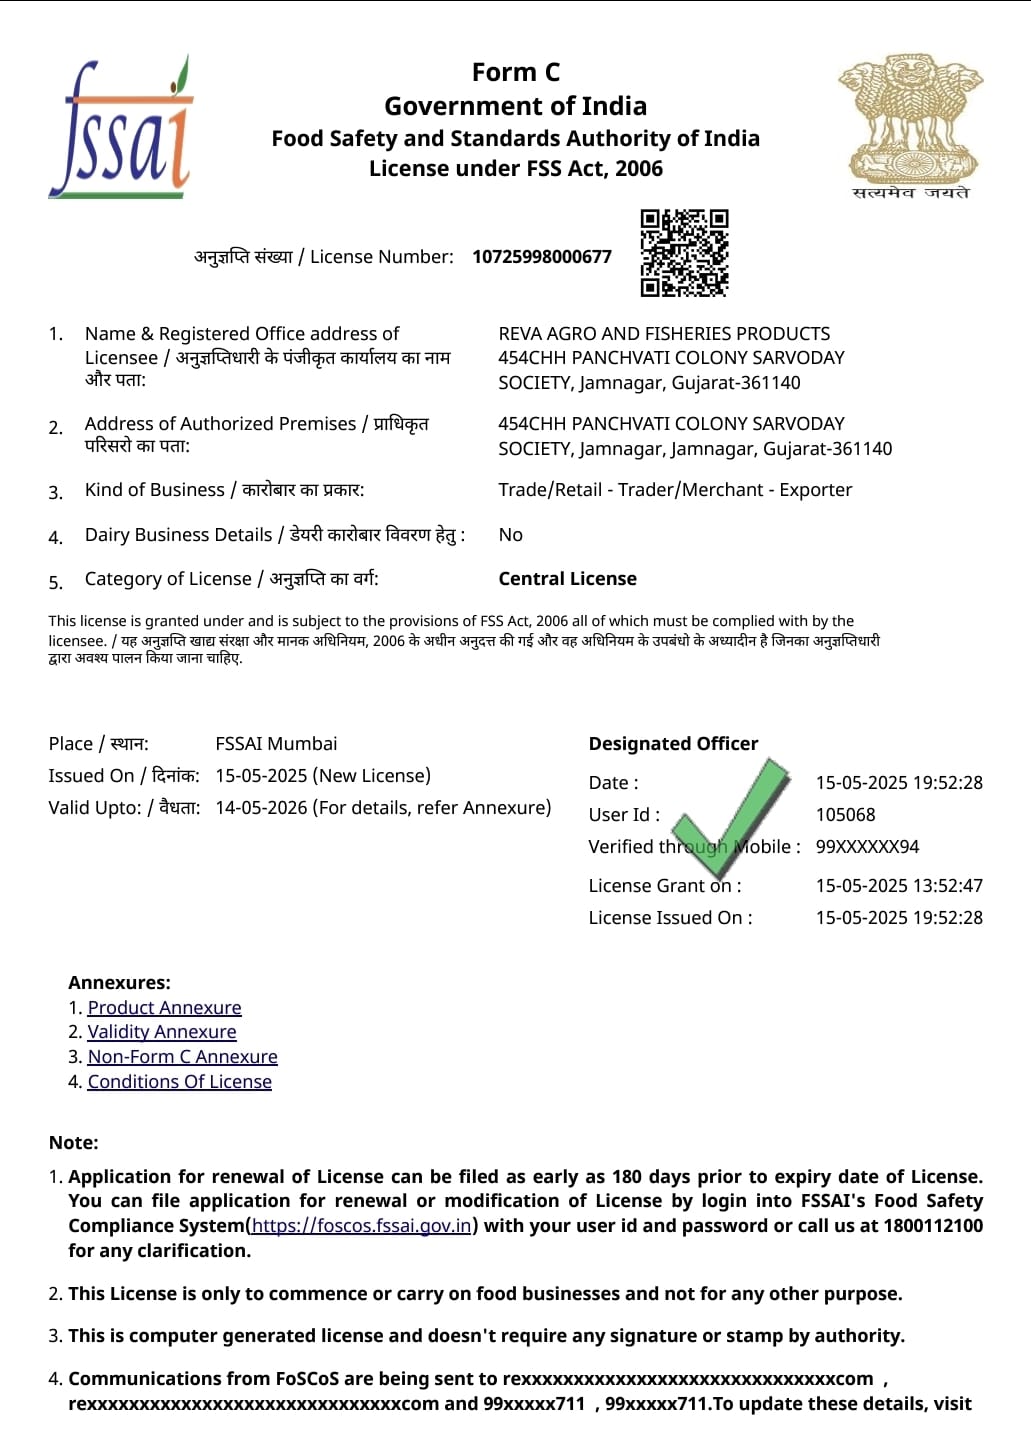 fssai
Form C
Government of India
Food Safety and Standards Authority of India
License under FSS Act, 2006
सत्यमेव जयते
अनुज्ञप्ति संख्या / License Number: 10725998000677
1. Name & Registered Office address of Licensee / अनुज्ञप्तिधारी के पंजीकृत कार्यालय का नाम और पता:
REVA AGRO AND FISHERIES PRODUCTS
454CHH PANCHVATI COLONY SARVODAY
SOCIETY, Jamnagar, Gujarat-361140
2. Address of Authorized Premises / प्राधिकृत परिसरो का पता:
454CHH PANCHVATI COLONY SARVODAY
SOCIETY, Jamnagar, Jamnagar, Gujarat-361140
3. Kind of Business / कारोबार का प्रकार: Trade/Retail - Trader/Merchant - Exporter
4. Dairy Business Details / डेयरी कारोबार विवरण हेतु : No
5. Category of License / अनुज्ञप्ति का वर्ग: Central License
This license is granted under and is subject to the provisions of FSS Act, 2006 all of which must be complied with by the
licensee. / यह अनुज्ञप्ति खाद्य संरक्षा और मानक अधिनियम, 2006 के अधीन अनुदत्त की गई और वह अधिनियम के उपबंधो के अध्यादीन है जिनका अनुज्ञप्तिधारी
द्वारा अवश्य पालन किया जाना चाहिए.
Place / स्थान: FSSAI Mumbai
Issued On / दिनांक: 15-05-2025 (New License)
Valid Upto: / वैधता: 14-05-2026 (For details, refer Annexure)
Designated Officer
Date : 15-05-2025 19:52:28
User Id : 105068
Verified through Mobile : 99XXXXXX94
License Grant on : 15-05-2025 13:52:47
License Issued On : 15-05-2025 19:52:28
Annexures:
1. Product Annexure
2. Validity Annexure
3. Non-Form C Annexure
4. Conditions Of License
Note:
1. Application for renewal of License can be filed as early as 180 days prior to expiry date of License.
You can file application for renewal or modification of License by login into FSSAI's Food Safety
Compliance System(https://foscos.fssai.gov.in) with your user id and password or call us at 1800112100
for any clarification.
2. This License is only to commence or carry on food businesses and not for any other purpose.
3. This is computer generated license and doesn't require any signature or stamp by authority.
4. Communications from FoSCoS are being sent to rexxxxxxxxxxxxxxxxxxxxxxxxxxxxxxcom ,
rexxxxxxxxxxxxxxxxxxxxxxxxxxxxxxcom and 99xxxxx711 , 99xxxxx711.To update these details, visit